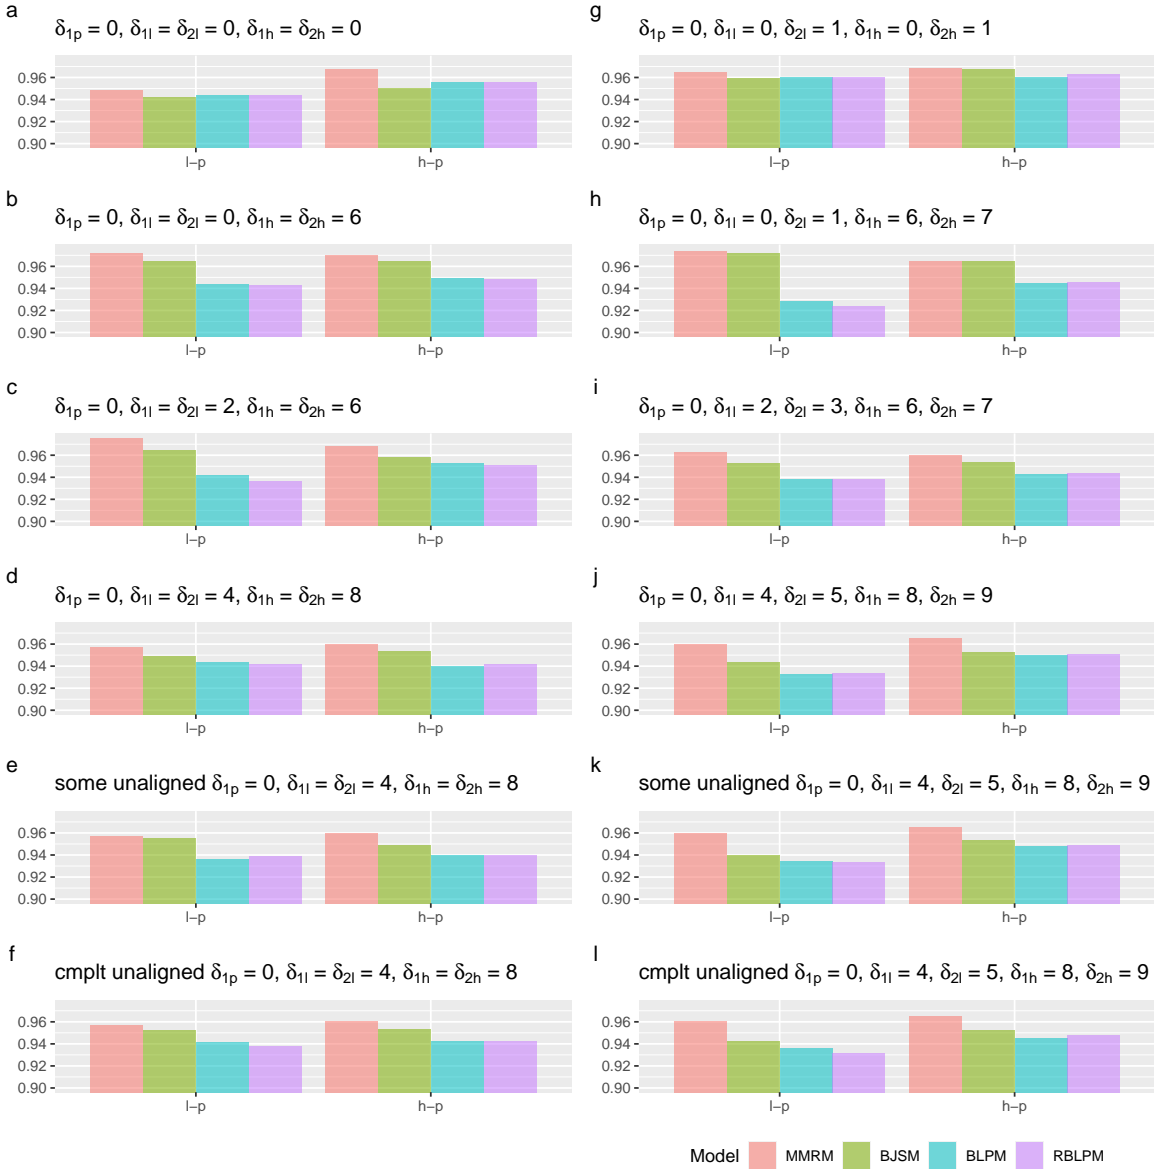 a
δ1p = 0, δ1l = δ2l = 0, δ1h = δ2h = 0
0.96
0.94
0.92
0.90
l−p
h−p
b
δ1p = 0, δ1l = δ2l = 0, δ1h = δ2h = 6
0.96
0.94
0.92
0.90
l−p
h−p
c
δ1p = 0, δ1l = δ2l = 2, δ1h = δ2h = 6
0.96
0.94
0.92
0.90
l−p
h−p
d
δ1p = 0, δ1l = δ2l = 4, δ1h = δ2h = 8
0.96
0.94
0.92
0.90
l−p
h−p
e
some unaligned δ1p = 0, δ1l = δ2l = 4, δ1h = δ2h = 8
0.96
0.94
0.92
0.90
l−p
h−p
f
cmplt unaligned δ1p = 0, δ1l = δ2l = 4, δ1h = δ2h = 8
0.96
0.94
0.92
0.90
l−p
h−p
g
δ1p = 0, δ1l = 0, δ2l = 1, δ1h = 0, δ2h = 1
0.96
0.94
0.92
0.90
l−p
h−p
h
δ1p = 0, δ1l = 0, δ2l = 1, δ1h = 6, δ2h = 7
0.96
0.94
0.92
0.90
l−p
h−p
i
δ1p = 0, δ1l = 2, δ2l = 3, δ1h = 6, δ2h = 7
0.96
0.94
0.92
0.90
l−p
h−p
j
δ1p = 0, δ1l = 4, δ2l = 5, δ1h = 8, δ2h = 9
0.96
0.94
0.92
0.90
l−p
h−p
k
some unaligned δ1p = 0, δ1l = 4, δ2l = 5, δ1h = 8, δ2h = 9
0.96
0.94
0.92
0.90
l−p
h−p
l
cmplt unaligned δ1p = 0, δ1l = 4, δ2l = 5, δ1h = 8, δ2h = 9
0.96
0.94
0.92
0.90
l−p
h−p
Model MMRM BJSM BLPM RBLPM